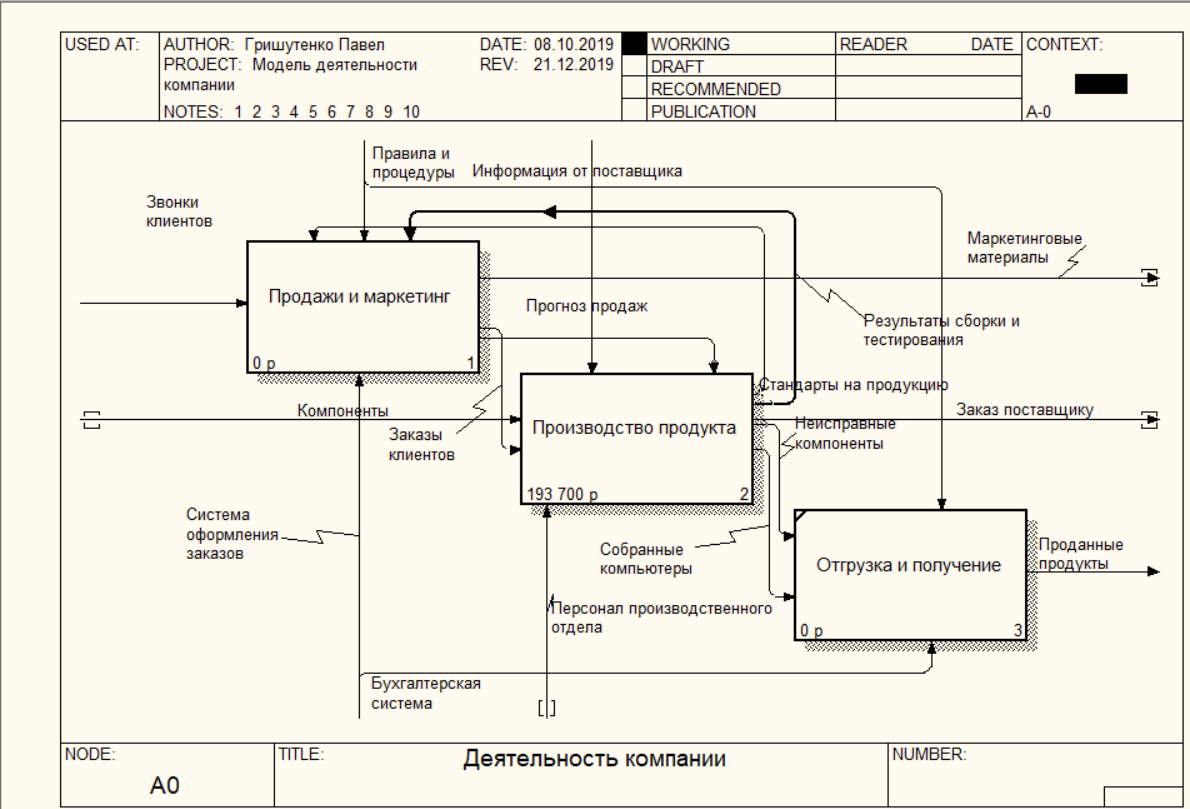 USED AT:
AUTHOR: Гришутенко Павел
DATE: 08.10.2019
PROJECT: Модель деятельности
компании
REV: 21.12.2019
NOTES: 1 2 3 4 5 6 7 8 9 10
WORKING
DRAFT
RECOMMENDED
PUBLICATION
READER
DATE
CONTEXT:
A-0
Правила и
процедуры
Информация от поставщика
Звонки
клиентов
Маркетинговые
материалы
Продажи и маркетинг
0 р
1
Прогноз продаж
Результаты сборки и
тестирования
Стандарты на продукцию
Компоненты
Заказы
клиентов
Производство продукта
193 700 р
2
Заказ поставщику
Неисправные
компоненты
Система
оформления
заказов
Собранные
компьютеры
Отгрузка и получение
0 р
3
Проданные
продукты
Персонал производственного
отдела
Бухгалтерская
система
NODE:
A0
TITLE:
Деятельность компании
NUMBER: